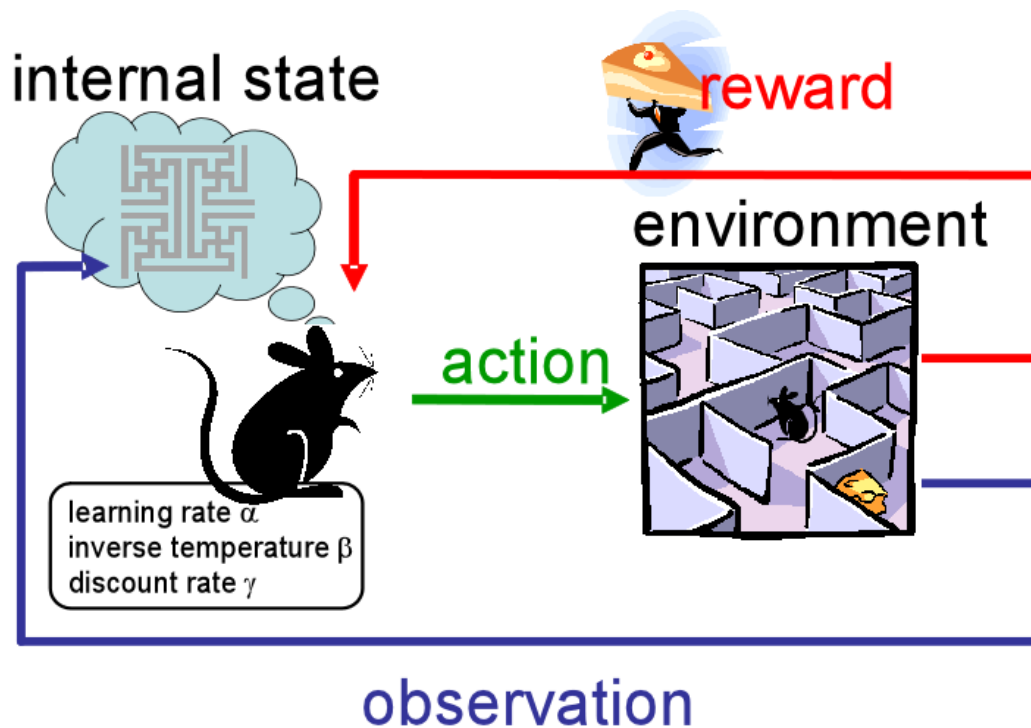 internal state
reward
environment
action
learning rate α
inverse temperature β
discount rate γ
observation